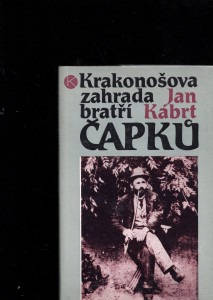 K Krakonošova
zahrada Jan
bratří Kábrt
ČAPKŮ